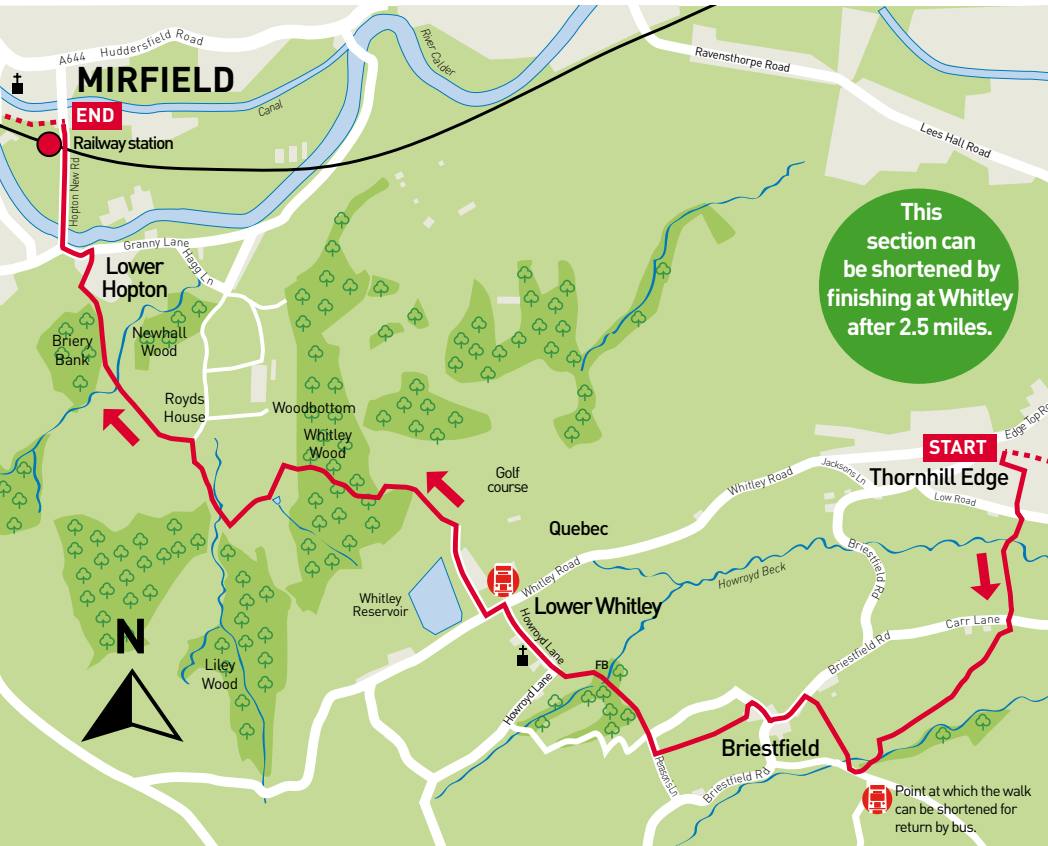 A644 Huddersfield Road
MIRFIELD
END
Railway station
Canal
River Calder
Ravensthorpe Road
Lees Hall Road
Hopton New Rd
Granny Lane
Hagg Ln
Lower
Hopton
This
section can
be shortened by
finishing at Whitley
after 2.5 miles.
Briery
Bank
Newhall
Wood
Royds
House
Woodbottom
Whitley
Wood
Golf
course
Quebec
Whitley Road
Jacksons Ln
START
Edge Top Rd
Thornhill Edge
Low Road
Briestfield Rd
Howroyd Beck
Whitley Road
Whitley
Reservoir
Lower Whitley
Howroyd Lane
FB
Carr Lane
Briestfield Rd
N
Liley
Wood
Howroyd Lane
Briestfield
Pearsons Ln
Briestfield Rd
Point at which the walk
can be shortened for
return by bus.